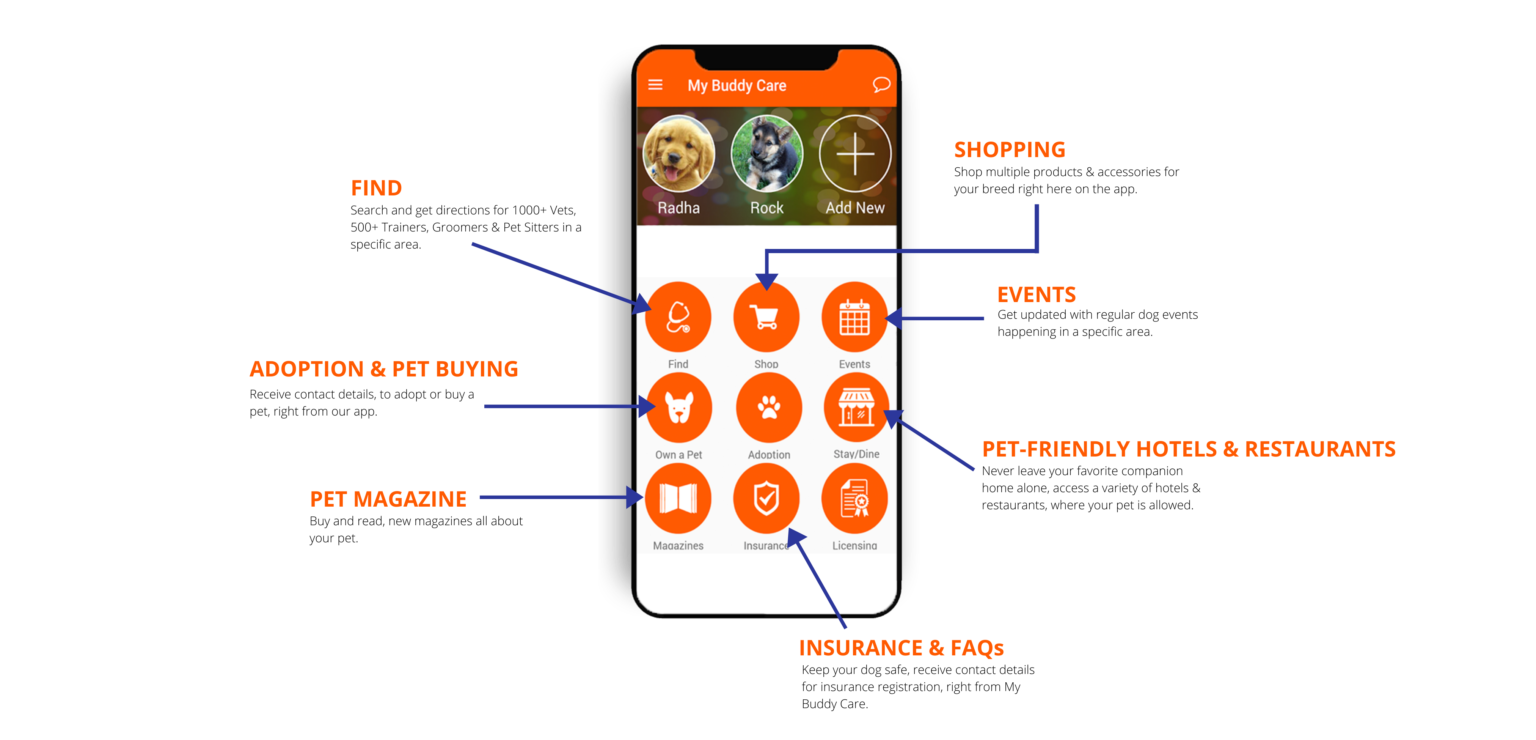 My Buddy Care
Radha
Rock
Add New
FIND
Search and get directions for 1000+ Vets,
500+ Trainers, Groomers & Pet Sitters in a
specific area.
SHOPPING
Shop multiple products & accessories for
your breed right here on the app.
EVENTS
Get updated with regular dog events
happening in a specific area.
Find
Shop
Events
ADOPTION & PET BUYING
Receive contact details, to adopt or buy a
pet, right from our app.
Own a Pet
Adoption
Stay/Dine
PET-FRIENDLY HOTELS & RESTAURANTS
Never leave your favorite companion
home alone, access a variety of hotels &
restaurants, where your pet is allowed.
PET MAGAZINE
Buy and read, new magazines all about
your pet.
Magazines
Insurance
Licensing
INSURANCE & FAQs
Keep your dog safe, receive contact details
for insurance registration, right from My
Buddy Care.